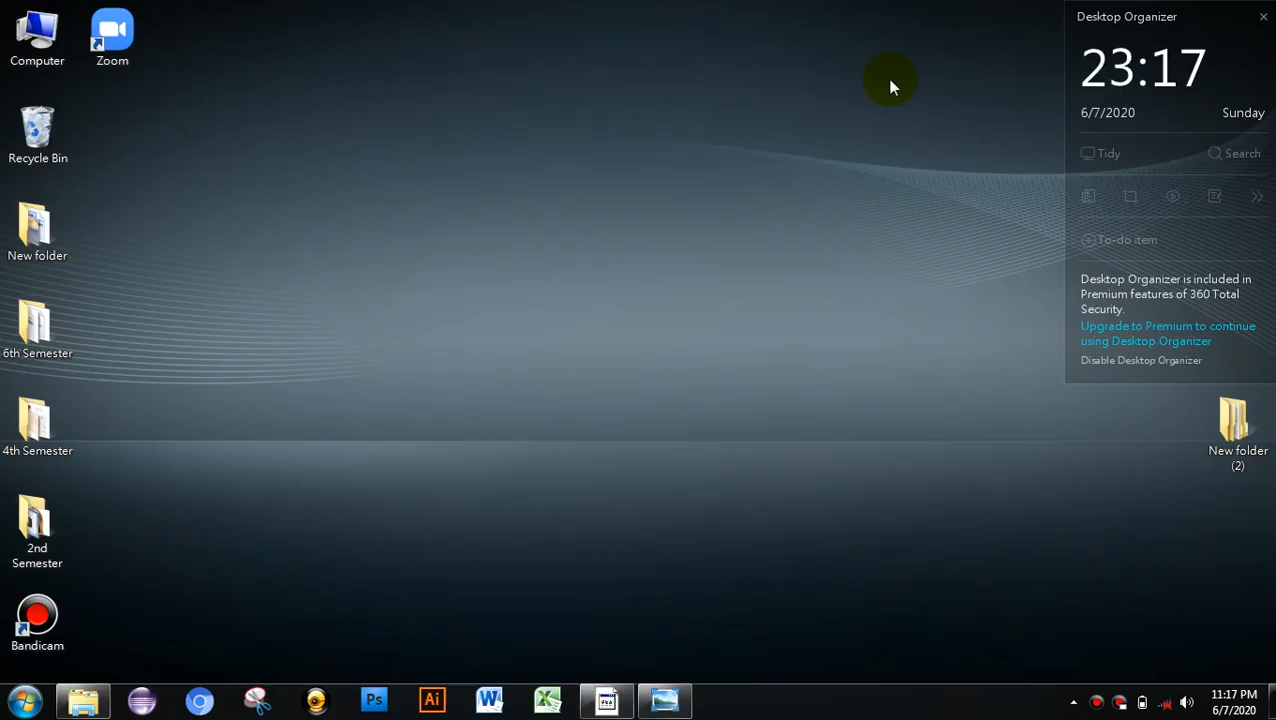 Computer
Zoom
Recycle Bin
New folder
6th Semester
4th Semester
2nd
Semester
Bandicam
Desktop Organizer
23:17
6/7/2020 Sunday
Tidy Search
To-do item
Desktop Organizer is included in
Premium features of 360 Total
Security.
Upgrade to Premium to continue
using Desktop Organizer
Disable Desktop Organizer
New folder
(2)
Ps
Ai
W
X
11:17 PM
6/7/2020